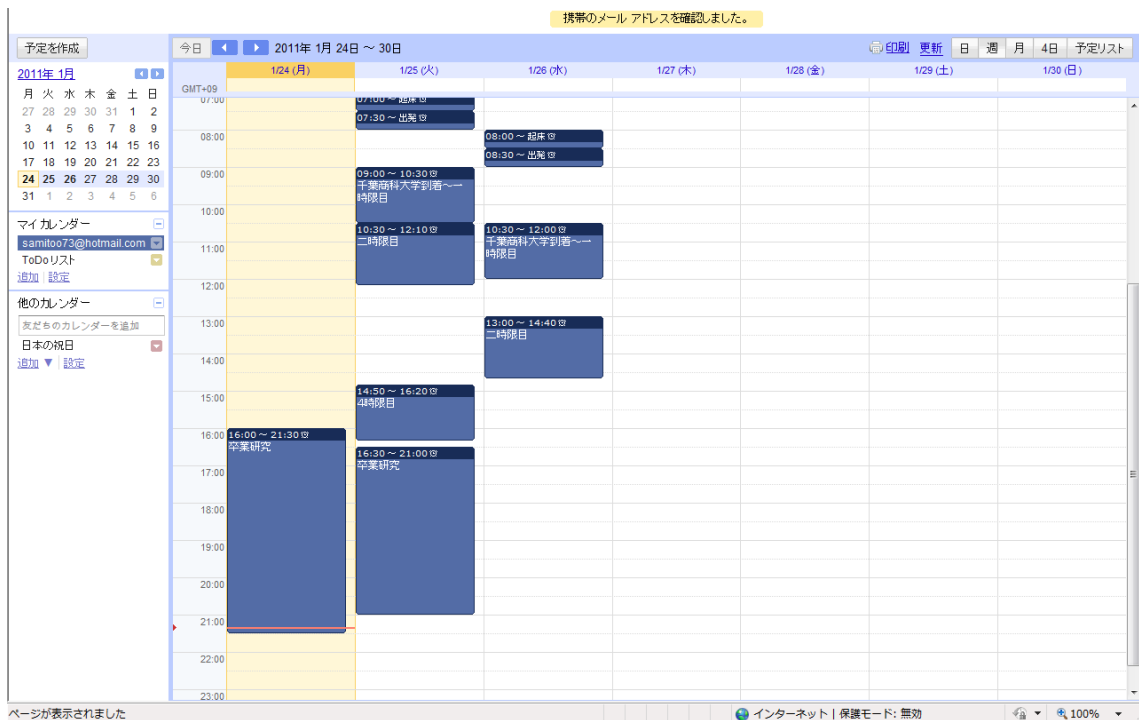 携帯のメール アドレスを確認しました。
予定を作成
今日
2011年 1月 24日 ～ 30日
印刷 更新 日 週 月 4日 予定リスト
2011年 1月
月 火 水 木 金 土 日
27 28 29 30 31 1 2
3 4 5 6 7 8 9
10 11 12 13 14 15 16
17 18 19 20 21 22 23
24 25 26 27 28 29 30
31 1 2 3 4 5 6
マイ カレンダー
samitoo73@hotmail.com
ToDoリスト
追加 設定
他のカレンダー
友だちのカレンダーを追加
日本の祝日
追加 ▼ 設定
1/24 (月) 1/25 (火) 1/26 (水) 1/27 (木) 1/28 (金) 1/29 (土) 1/30 (日)
GMT+09
07:00
08:00
09:00
10:00
11:00
12:00
13:00
14:00
15:00
16:00
17:00
18:00
19:00
20:00
21:00
22:00
23:00
16:00 ～ 21:30
卒業研究
07:00 ～ 起床
07:30 ～ 出発
09:00 ～ 10:30
千葉商科大学到着～一
時限目
10:30 ～ 12:10
二時限目
14:50 ～ 16:20
4時限目
16:30 ～ 21:00
卒業研究
08:00 ～ 起床
08:30 ～ 出発
10:30 ～ 12:00
千葉商科大学到着～一
時限目
13:00 ～ 14:40
二時限目
ページが表示されました
インターネット | 保護モード: 無効
100%